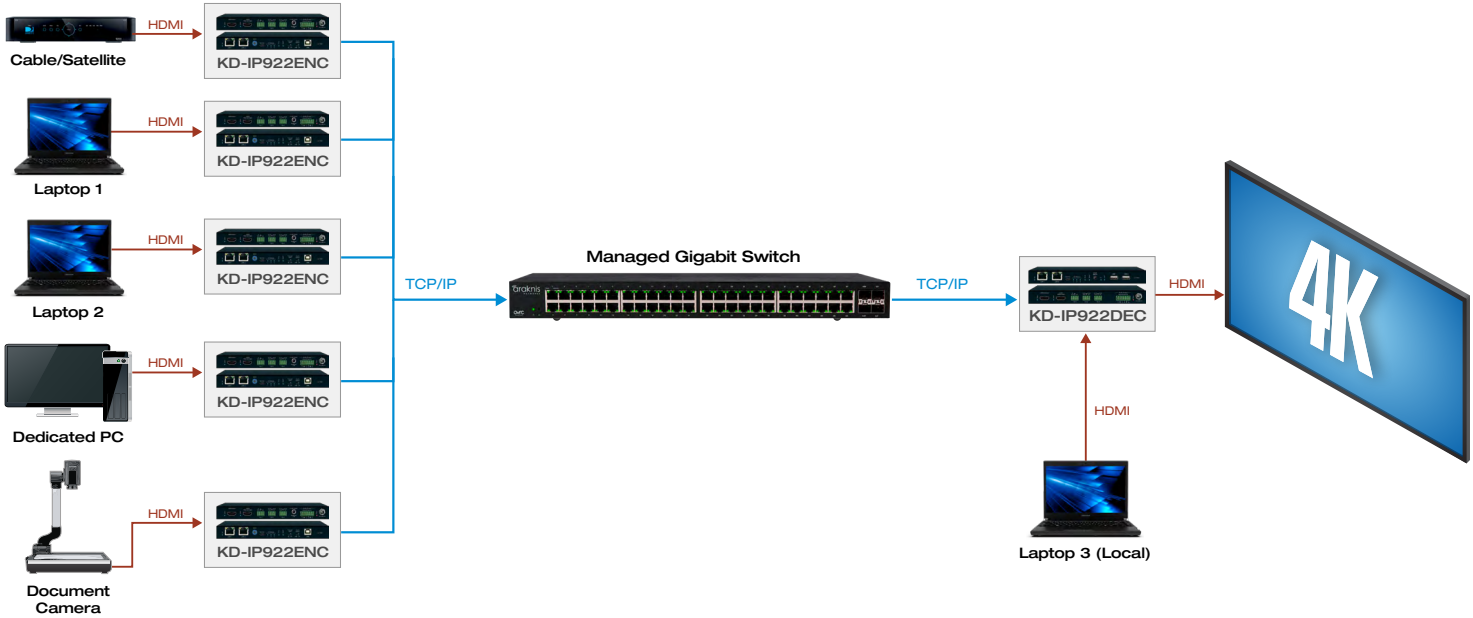 HDMI
Cable/Satellite
KD-IP922ENC
HDMI
Laptop 1
KD-IP922ENC
HDMI
Laptop 2
KD-IP922ENC
HDMI
Dedicated PC
KD-IP922ENC
HDMI
Document
Camera
KD-IP922ENC
TCP/IP
Managed Gigabit Switch
araknis
TCP/IP
KD-IP922DEC
HDMI
4K
HDMI
Laptop 3 (Local)